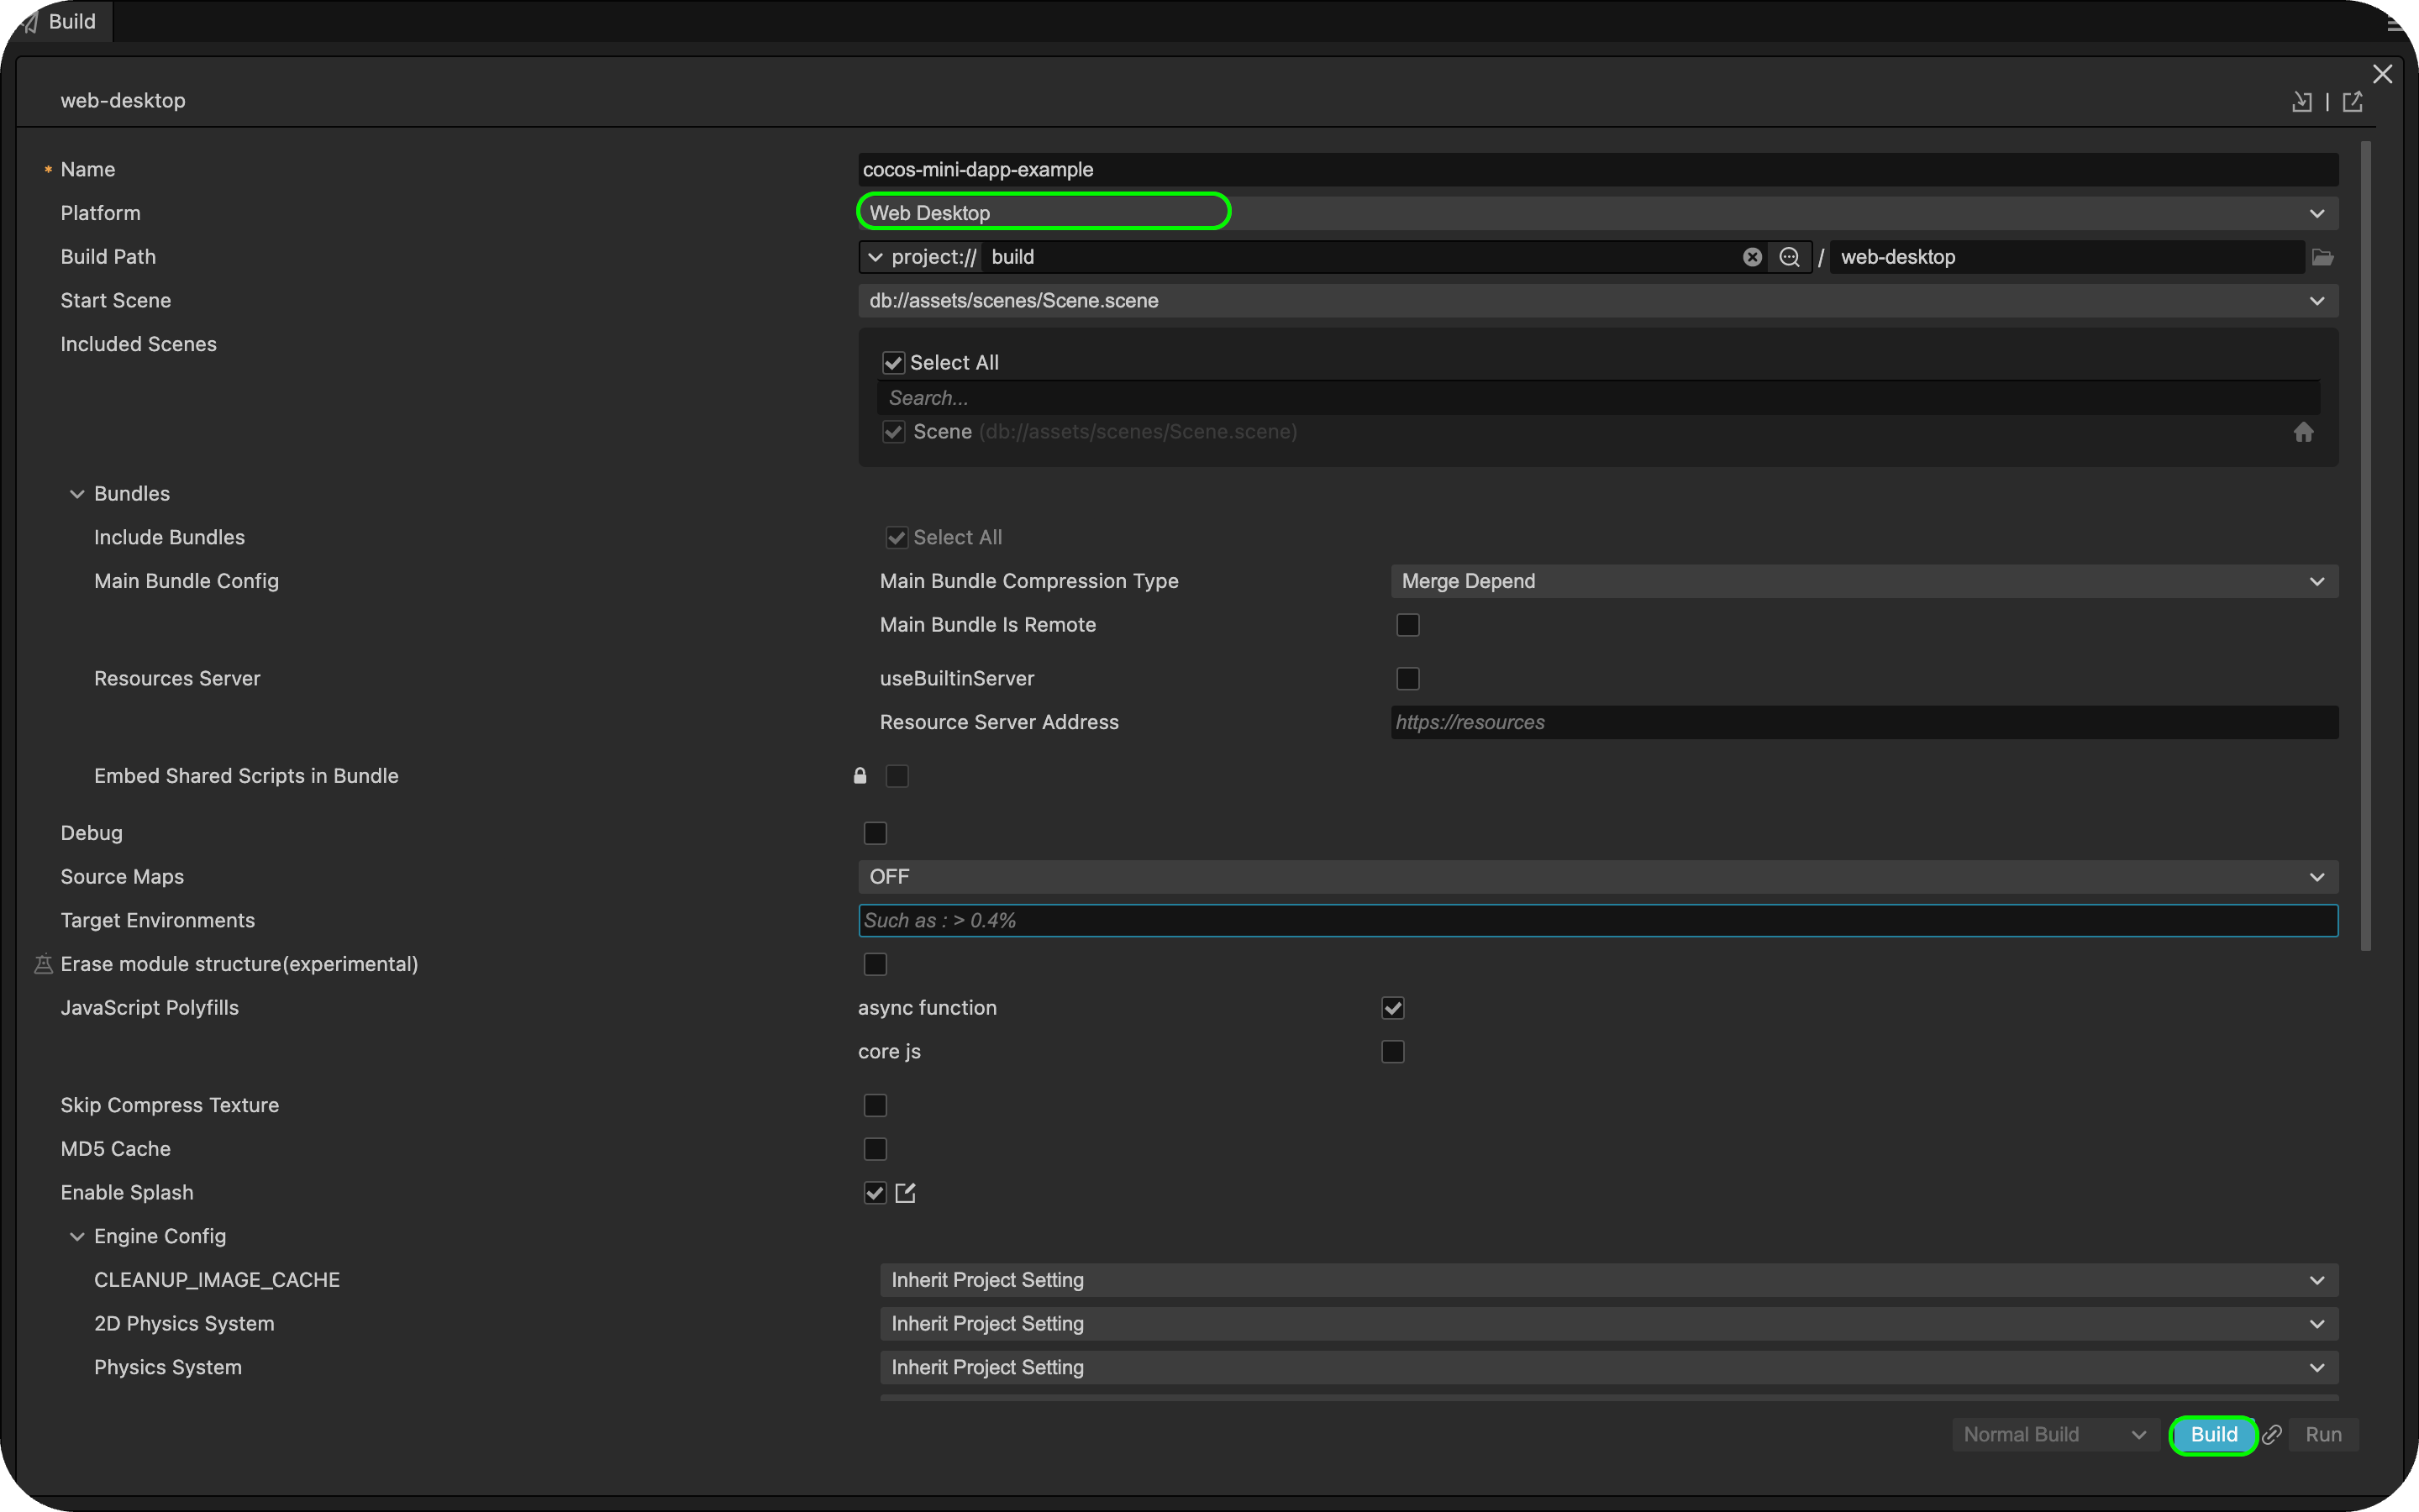 Build
web-desktop
* Name cocos-mini-dapp-example
Platform Web Desktop
Build Path project:// build / web-desktop
Start Scene db://assets/scenes/Scene.scene
Included Scenes
Select All
Search...
Scene (db://assets/scenes/Scene.scene)
Bundles
Include Bundles Select All
Main Bundle Config Main Bundle Compression Type Merge Depend
Main Bundle Is Remote
Resources Server useBuiltinServer
Resource Server Address https://resources
Embed Shared Scripts in Bundle
Debug
Source Maps OFF
Target Environments Such as : > 0.4%
Erase module structure(experimental)
JavaScript Polyfills async function
core js
Skip Compress Texture
MD5 Cache
Enable Splash
Engine Config
CLEANUP_IMAGE_CACHE Inherit Project Setting
2D Physics System Inherit Project Setting
Physics System Inherit Project Setting
Normal Build Build Run